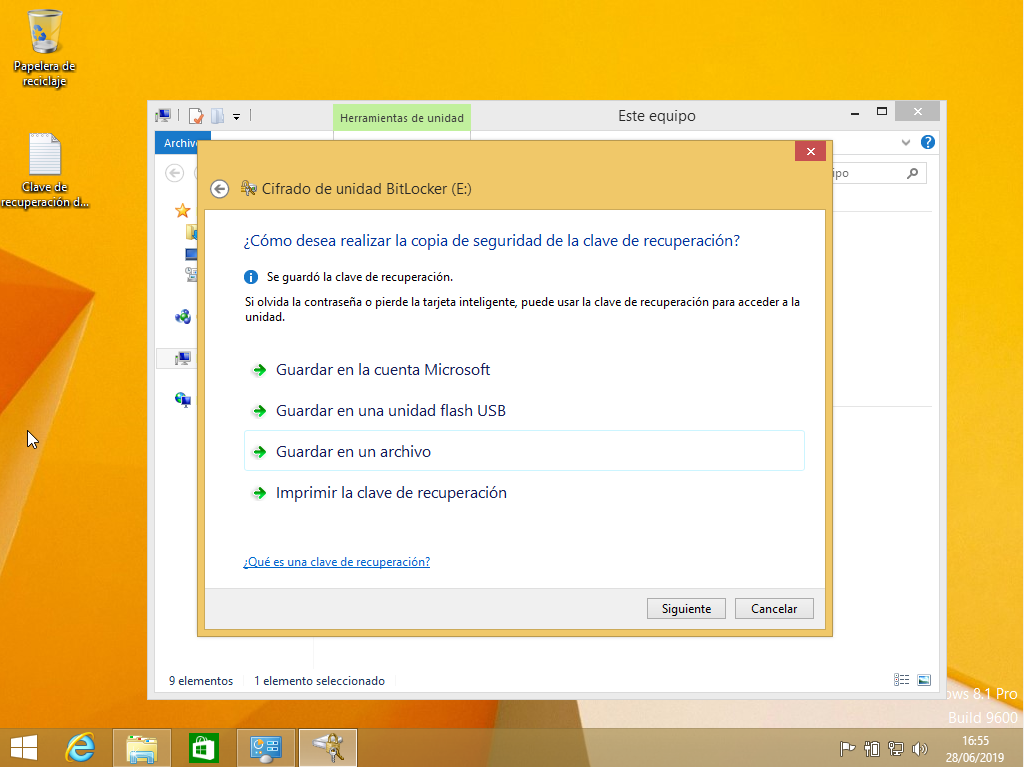 Papelera de
reciclaje
Clave de
recuperación d...
Herramientas de unidad
Este equipo
Archiv
ipo
Cifrado de unidad BitLocker (E:)
¿Cómo desea realizar la copia de seguridad de la clave de recuperación?
Se guardó la clave de recuperación.
Si olvida la contraseña o pierde la tarjeta inteligente, puede usar la clave de recuperación para acceder a la
unidad.
Guardar en la cuenta Microsoft
Guardar en una unidad flash USB
Guardar en un archivo
Imprimir la clave de recuperación
¿Qué es una clave de recuperación?
Siguiente
Cancelar
9 elementos
1 elemento seleccionado
ows 8.1 Pro
Build 9600
16:55
28/06/2019